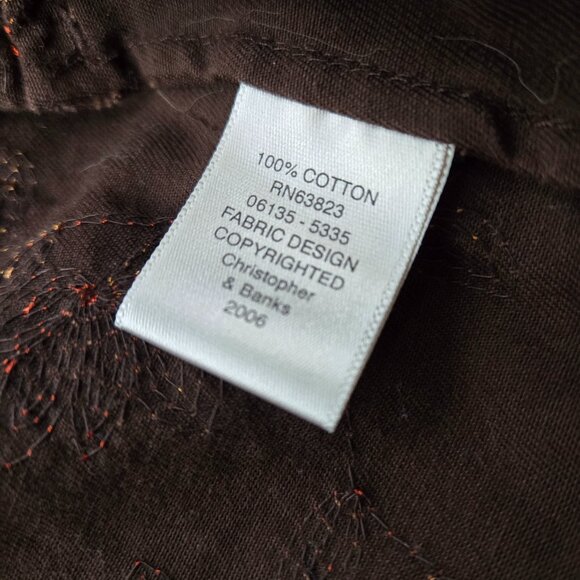 100% COTTON
RN63823
06135 - 5335
FABRIC DESIGN
COPYRIGHTED
Christopher
& Banks
2006